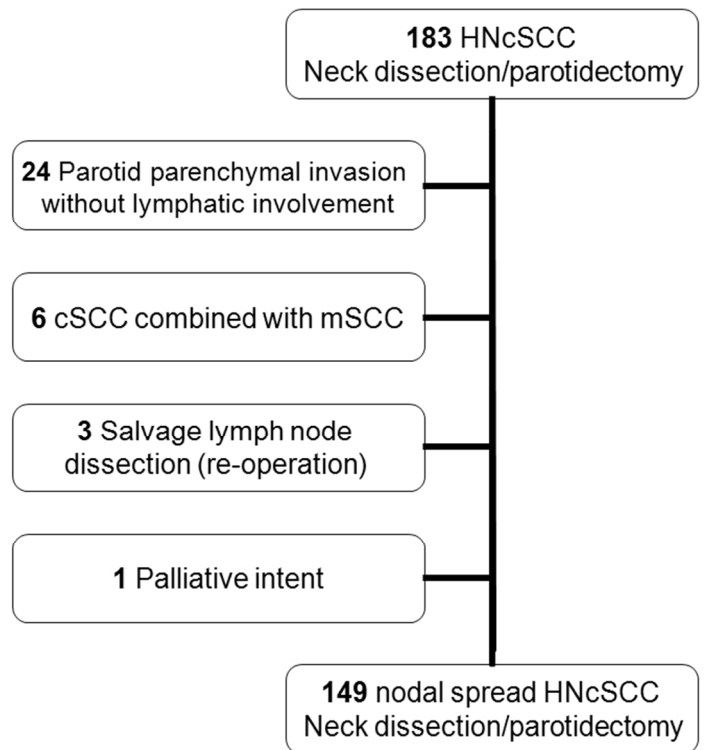 183 HNcSCC
Neck dissection/parotidectomy
24 Parotid parenchymal invasion
without lymphatic involvement
6 cSCC combined with mSCC
3 Salvage lymph node
dissection (re-operation)
1 Palliative intent
149 nodal spread HNcSCC
Neck dissection/parotidectomy